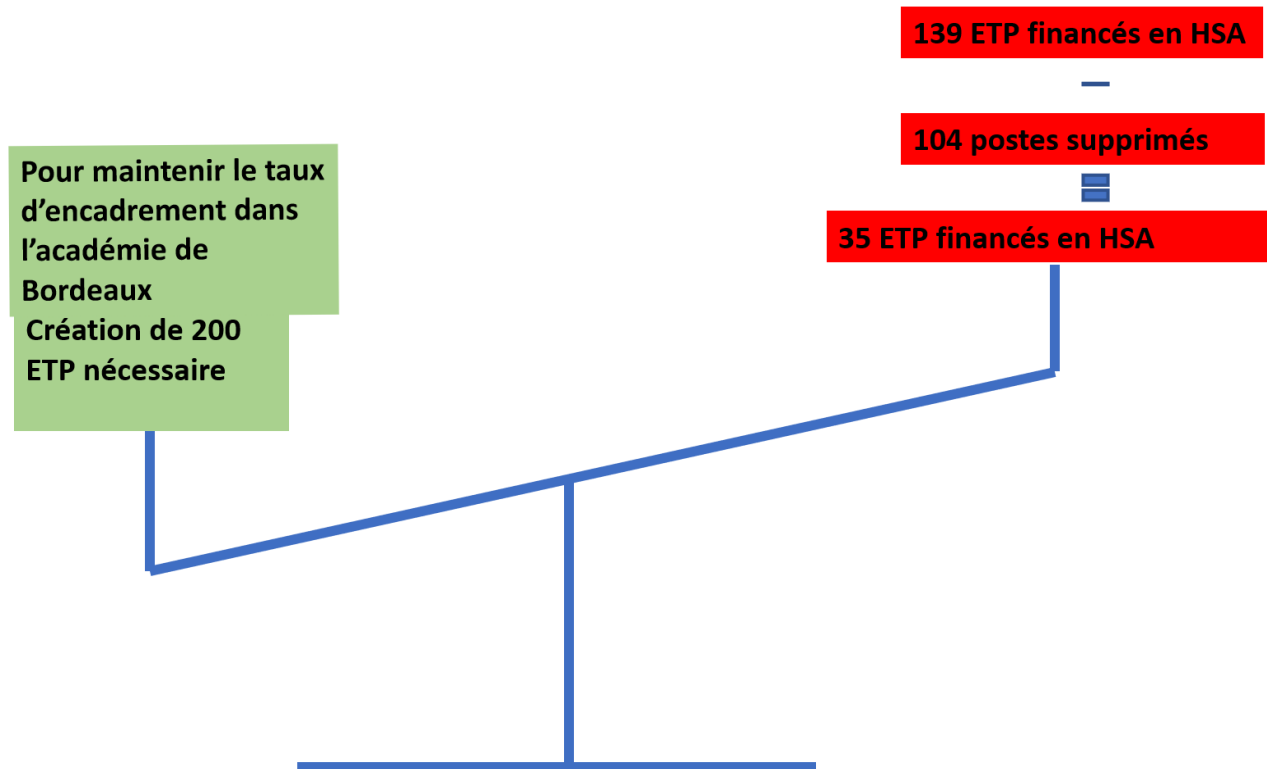 139 ETP financés en HSA
104 postes supprimés
35 ETP financés en HSA
Pour maintenir le taux
d’encadrement dans
l’académie de
Bordeaux
Création de 200
ETP nécessaire